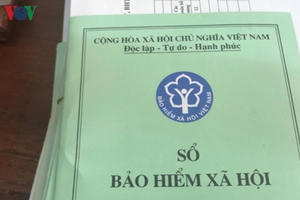 VOV
CỘNG HÒA XÃ HỘI CHỦ NGHĨA VIỆT NAM
Độc lập - Tự do - Hạnh phúc
BẢO HIỂM XÃ HỘI VIỆT NAM
SỔ
BẢO HIỂM XÃ HỘI